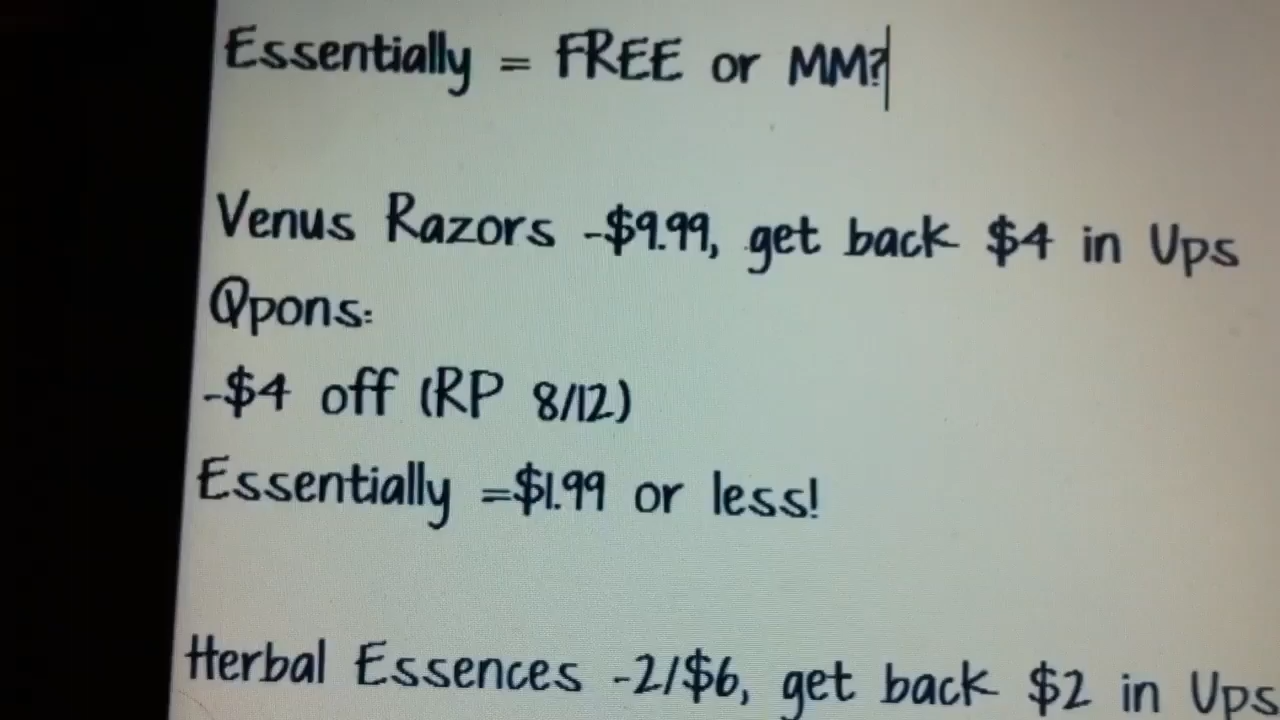 Essentially = FREE or MM?
Venus Razors -$9.99, get back $4 in Ups
Qpons:
-$4 off (RP 8/12)
Essentially =$1.99 or less!
Herbal Essences -2/$6, get back $2 in Ups